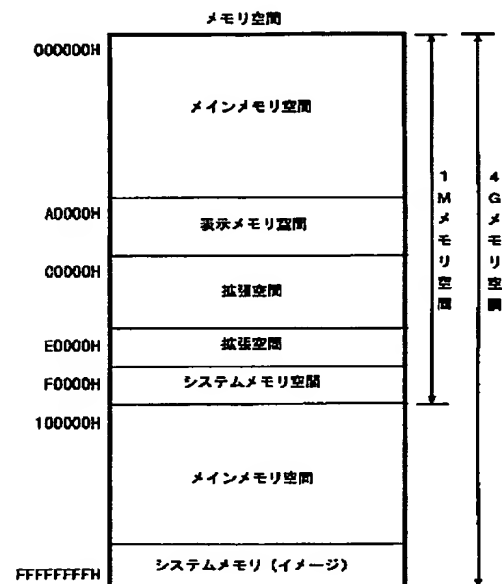 メモリ空間
000000H
メインメモリ空間
A0000H
表示メモリ空間
C0000H
拡張空間
E0000H
拡張空間
F0000H
システムメモリ空間
100000H
メインメモリ空間
システムメモリ（イメージ）
FFFFFFFFH
1Mメモリ空間
4Gメモリ空間